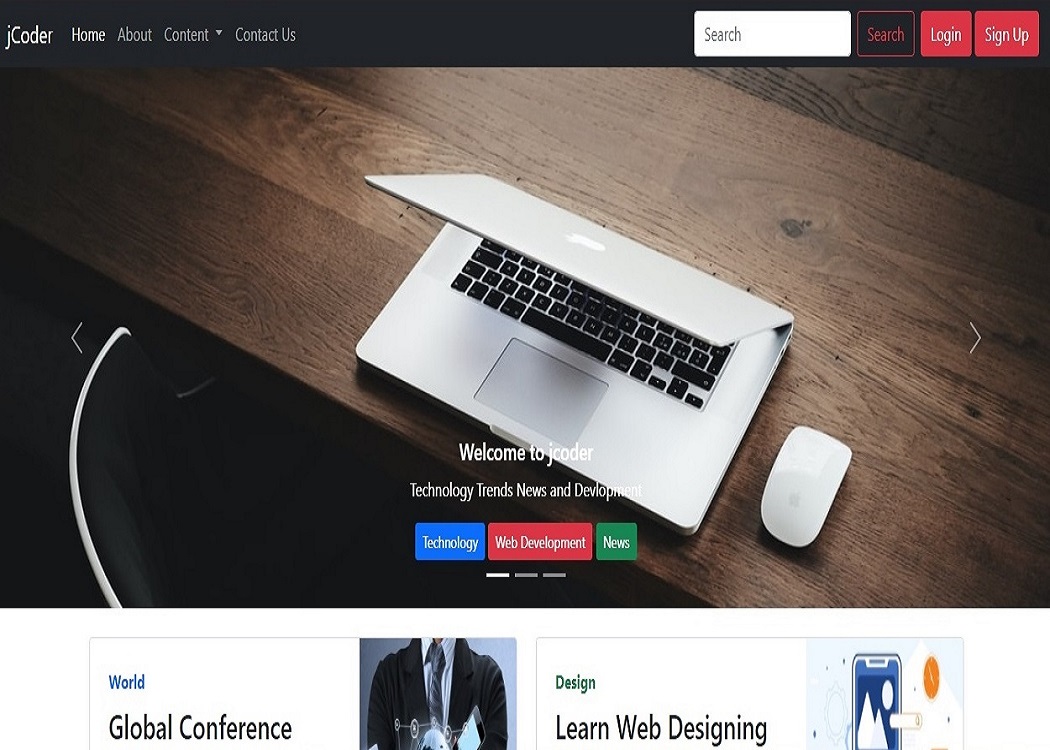 jCoder Home About Content Contact Us Search Search Login Sign Up
Welcome to jcoder
Technology Trends News and Devlopment
Technology Web Development News
World
Global Conference
Design
Learn Web Designing